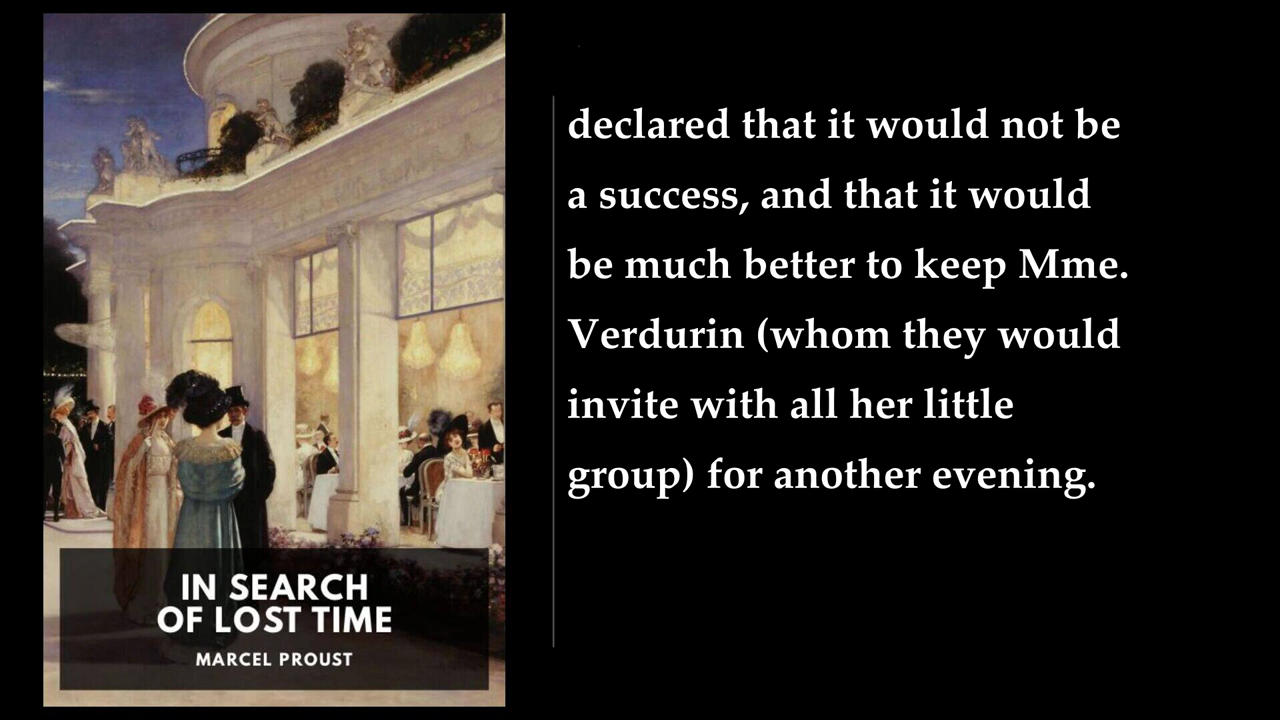 declared that it would not be
a success, and that it would
be much better to keep Mme.
Verdurin (whom they would
invite with all her little
group) for another evening.
IN SEARCH
OF LOST TIME
MARCEL PROUST